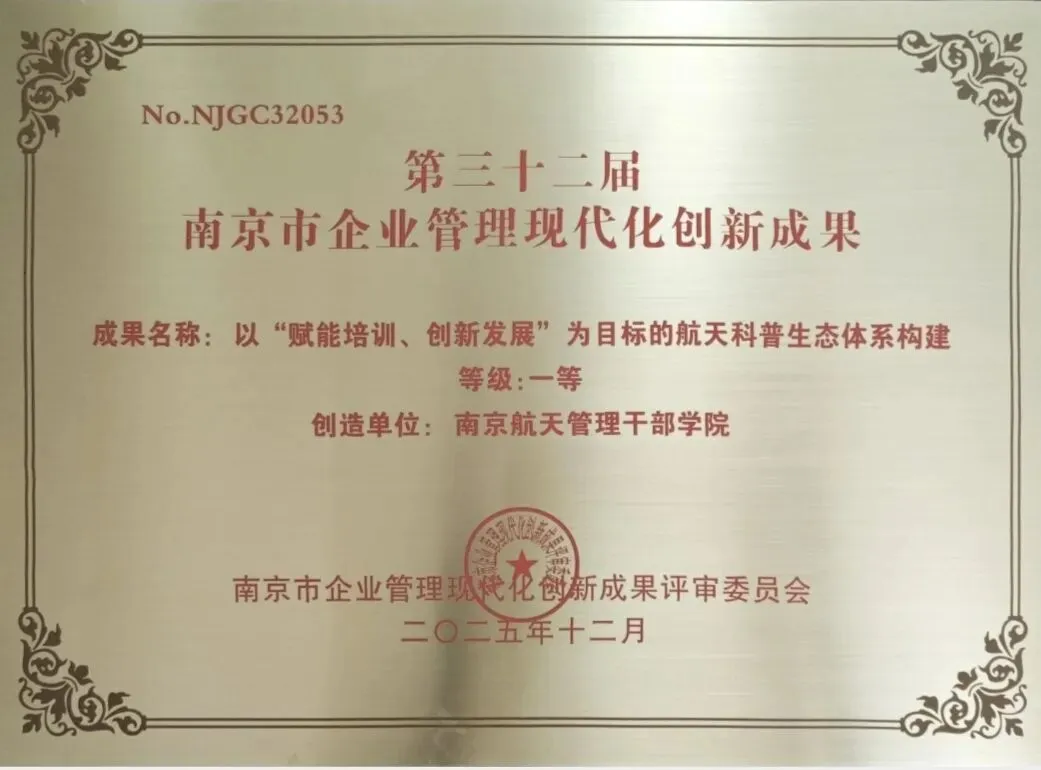 No.NJGC32053
第三十二届
南京市企业管理现代化创新成果
成果名称：以“赋能培训、创新发展”为目标的航天科普生态体系构建
等级:一等
创造单位：南京航天管理干部学院
南京市企业管理现代化创新成果评审委员会
二〇二五年十二月